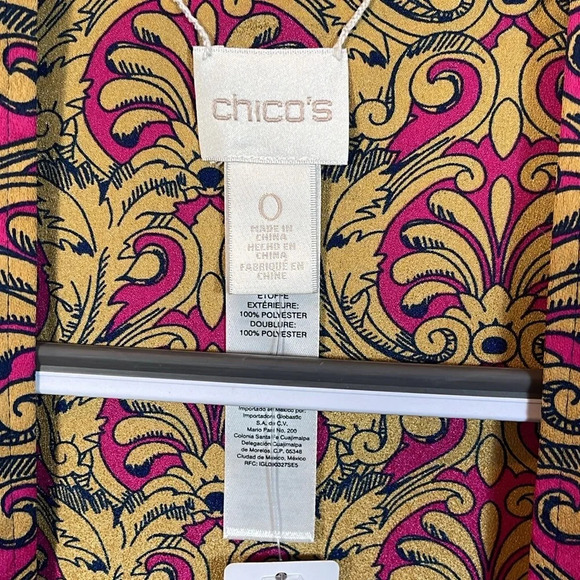 chico's
0
MADE IN
CHINA
HECHO EN
CHINA
FABRIQUÉ EN
CHINE
ÉTOFFE
EXTÉRIEURE:
100% POLYESTER
DOUBLURE:
100% POLYESTER
Importado en México por:
Importadora Globastic
S.A. de C.V.
Mario Pani No. 200
Colonia Santa Fe Cuajimalpa
Delegación Cuajimalpa
de Morelos, C.P. 05348
Ciudad de México, México